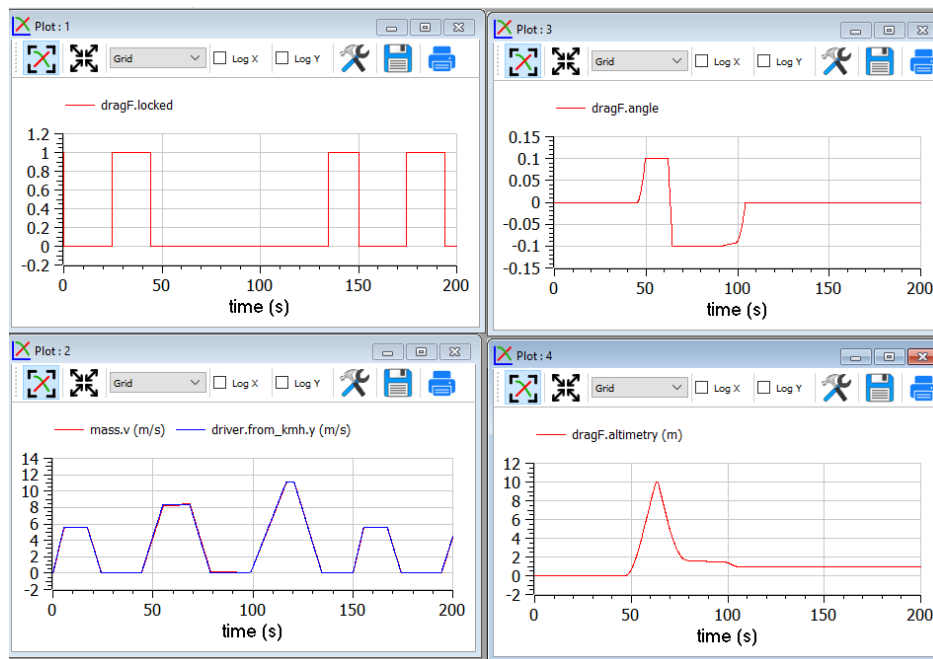 Plot : 1
Grid Log X Log Y
dragF.locked
1.2
1
0.8
0.6
0.4
0.2
0
-0.2
0 50 100 150 200
time (s)
Plot : 3
Grid Log X Log Y
dragF.angle
0.15
0.1
0.05
0
-0.05
-0.1
-0.15
0 50 100 150 200
time (s)
Plot : 2
Grid Log X Log Y
mass.v (m/s) driver.from_kmh.y (m/s)
14
12
10
8
6
4
2
0
-2
0 50 100 150 200
time (s)
Plot : 4
Grid Log X Log Y
dragF.altimetry (m)
12
10
8
6
4
2
0
-2
0 50 100 150 200
time (s)